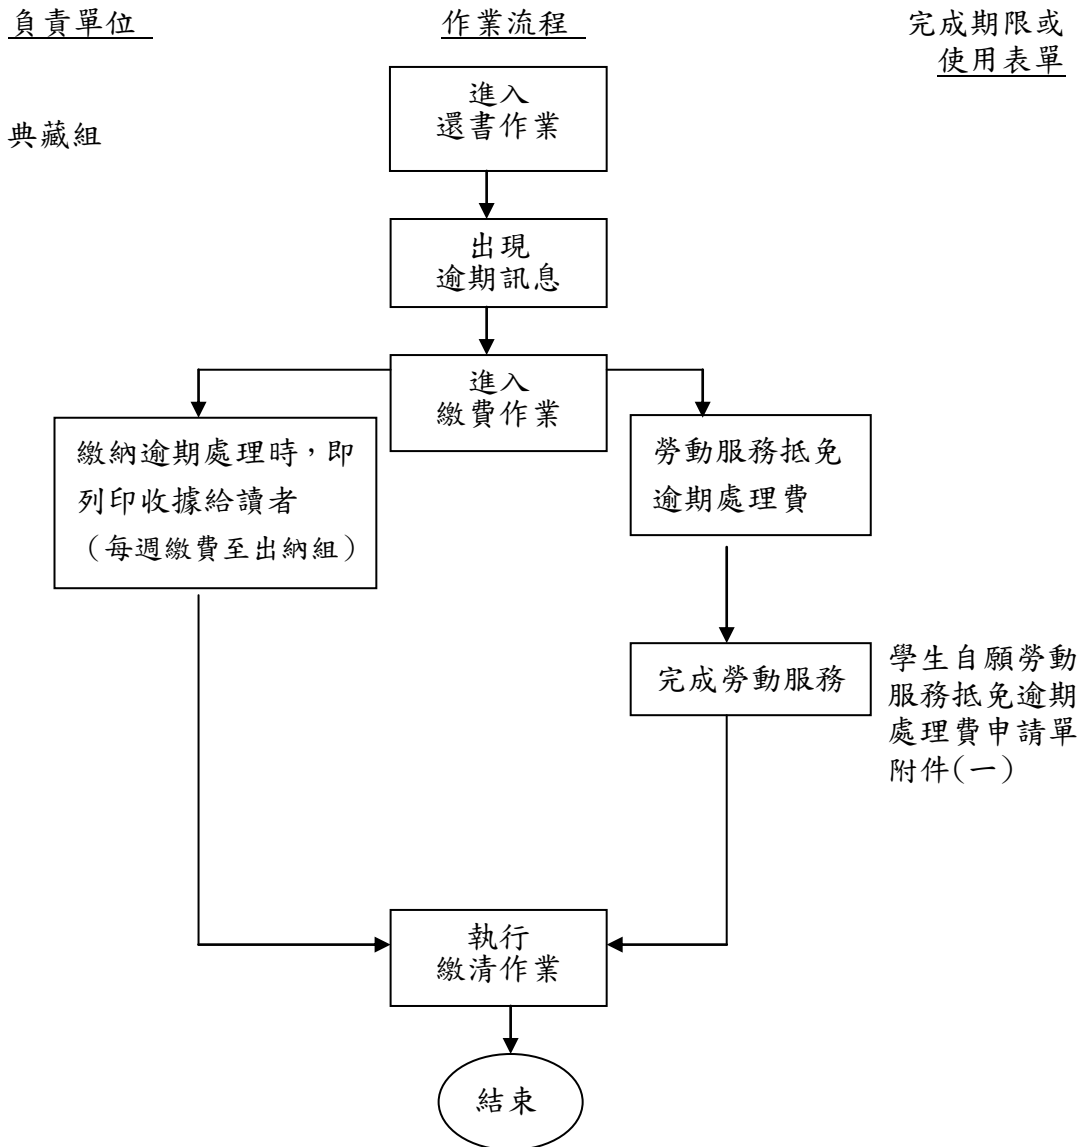 負責單位
作業流程
完成期限或
使用表單
典藏組
進入
還書作業
出現
逾期訊息
進入
繳費作業
繳納逾期處理時，即
列印收據給讀者
（每週繳費至出納組）
勞動服務抵免
逾期處理費
完成勞動服務
學生自願勞動
服務抵免逾期
處理費申請單
附件(一)
執行
繳清作業
結束